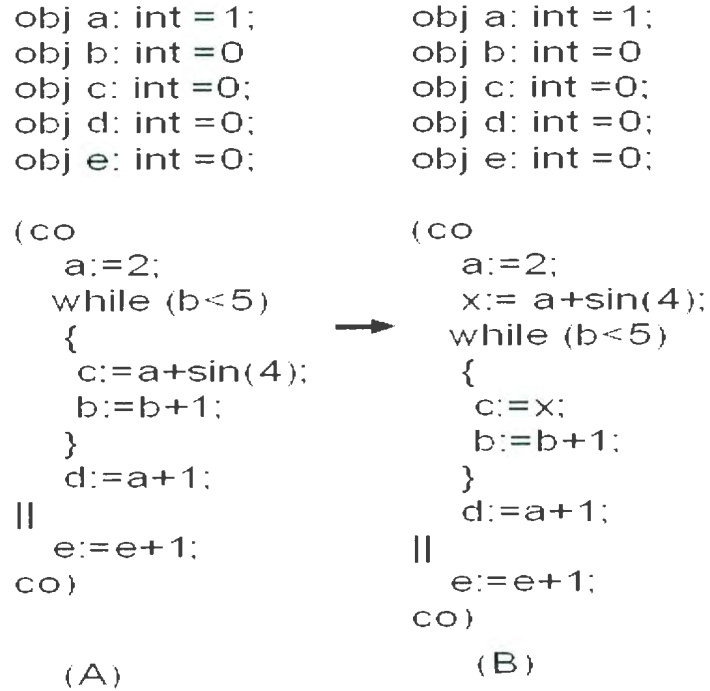 obj a: int = 1;
obj b: int =0
obj c: int =0;
obj d: int =0;
obj e: int =0;
(co
a:=2;
while (b<5)
{
c:=a+sin(4);
b:=b+1;
}
d:=a+1;
||
e:=e+1;
co)
(A)
obj a: int = 1;
obj b: int =0
obj c: int =0;
obj d: int =0;
obj e: int =0;
(co
a:=2;
x:= a+sin(4);
while (b<5)
{
c:=x;
b:=b+1;
}
d:=a+1;
||
e:=e+1;
co)
(B)